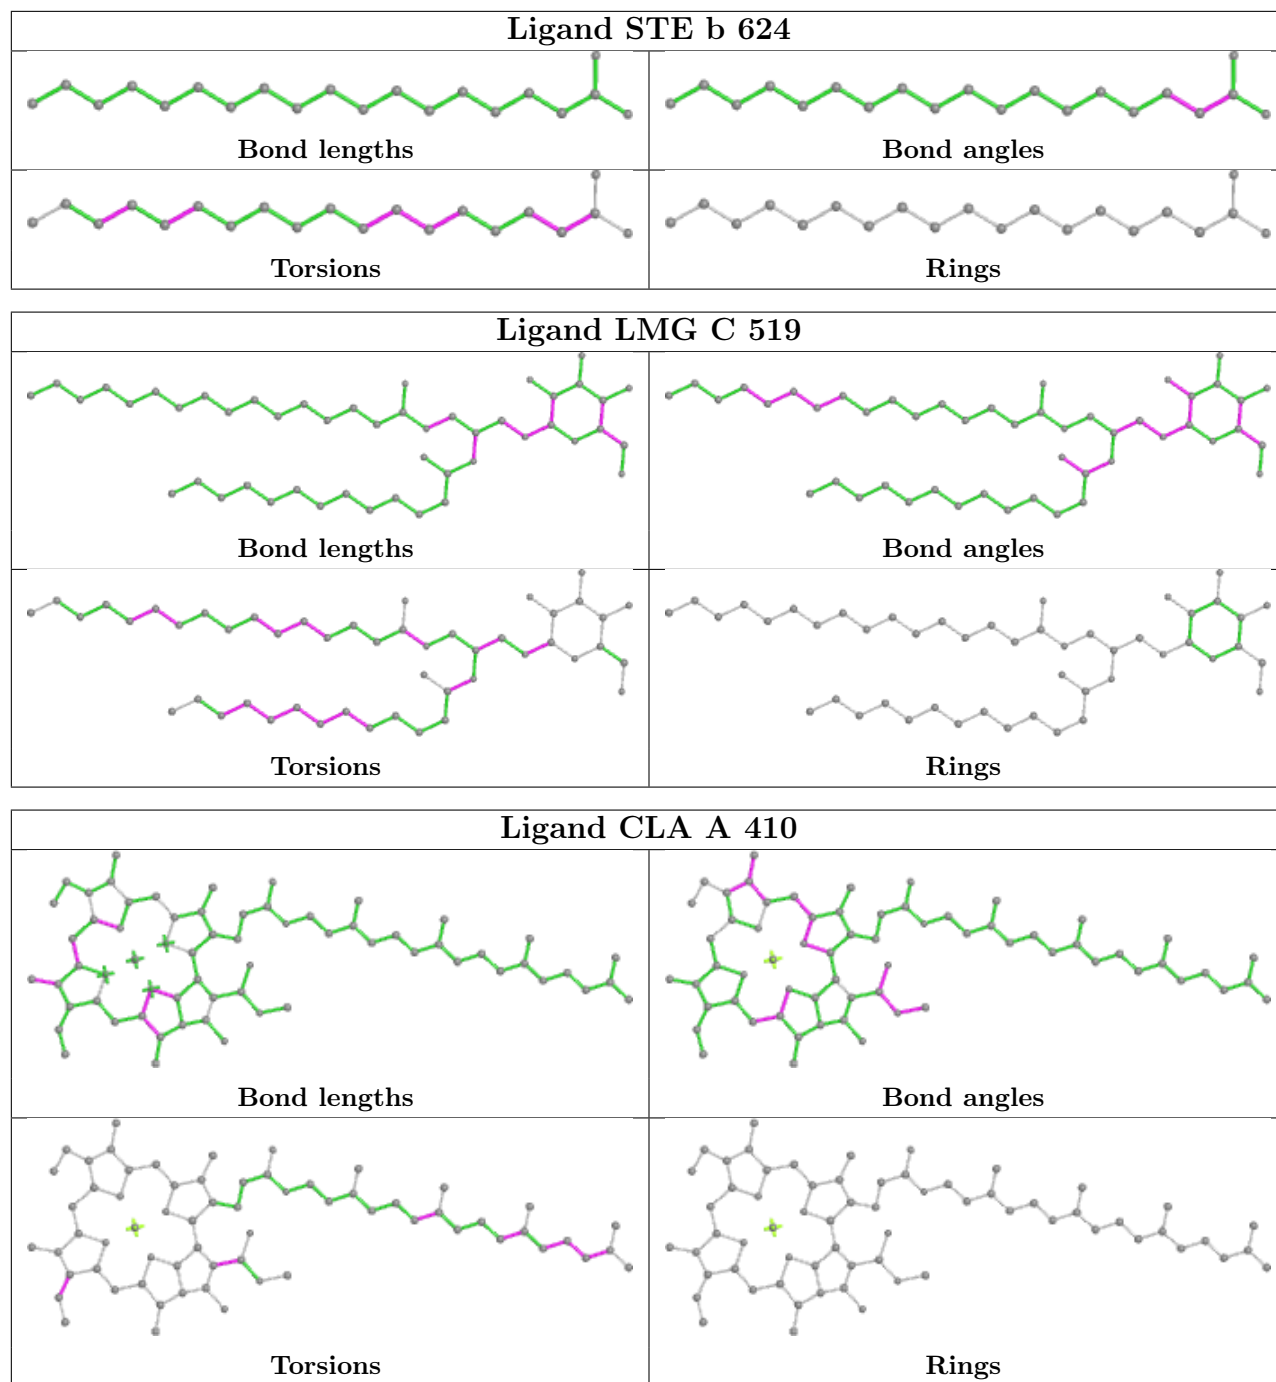 Ligand STE b 624
Bond lengths
Bond angles
Torsions
Rings
Ligand LMG C 519
Bond lengths
Bond angles
Torsions
Rings
Ligand CLA A 410
Bond lengths
Bond angles
Torsions
Rings